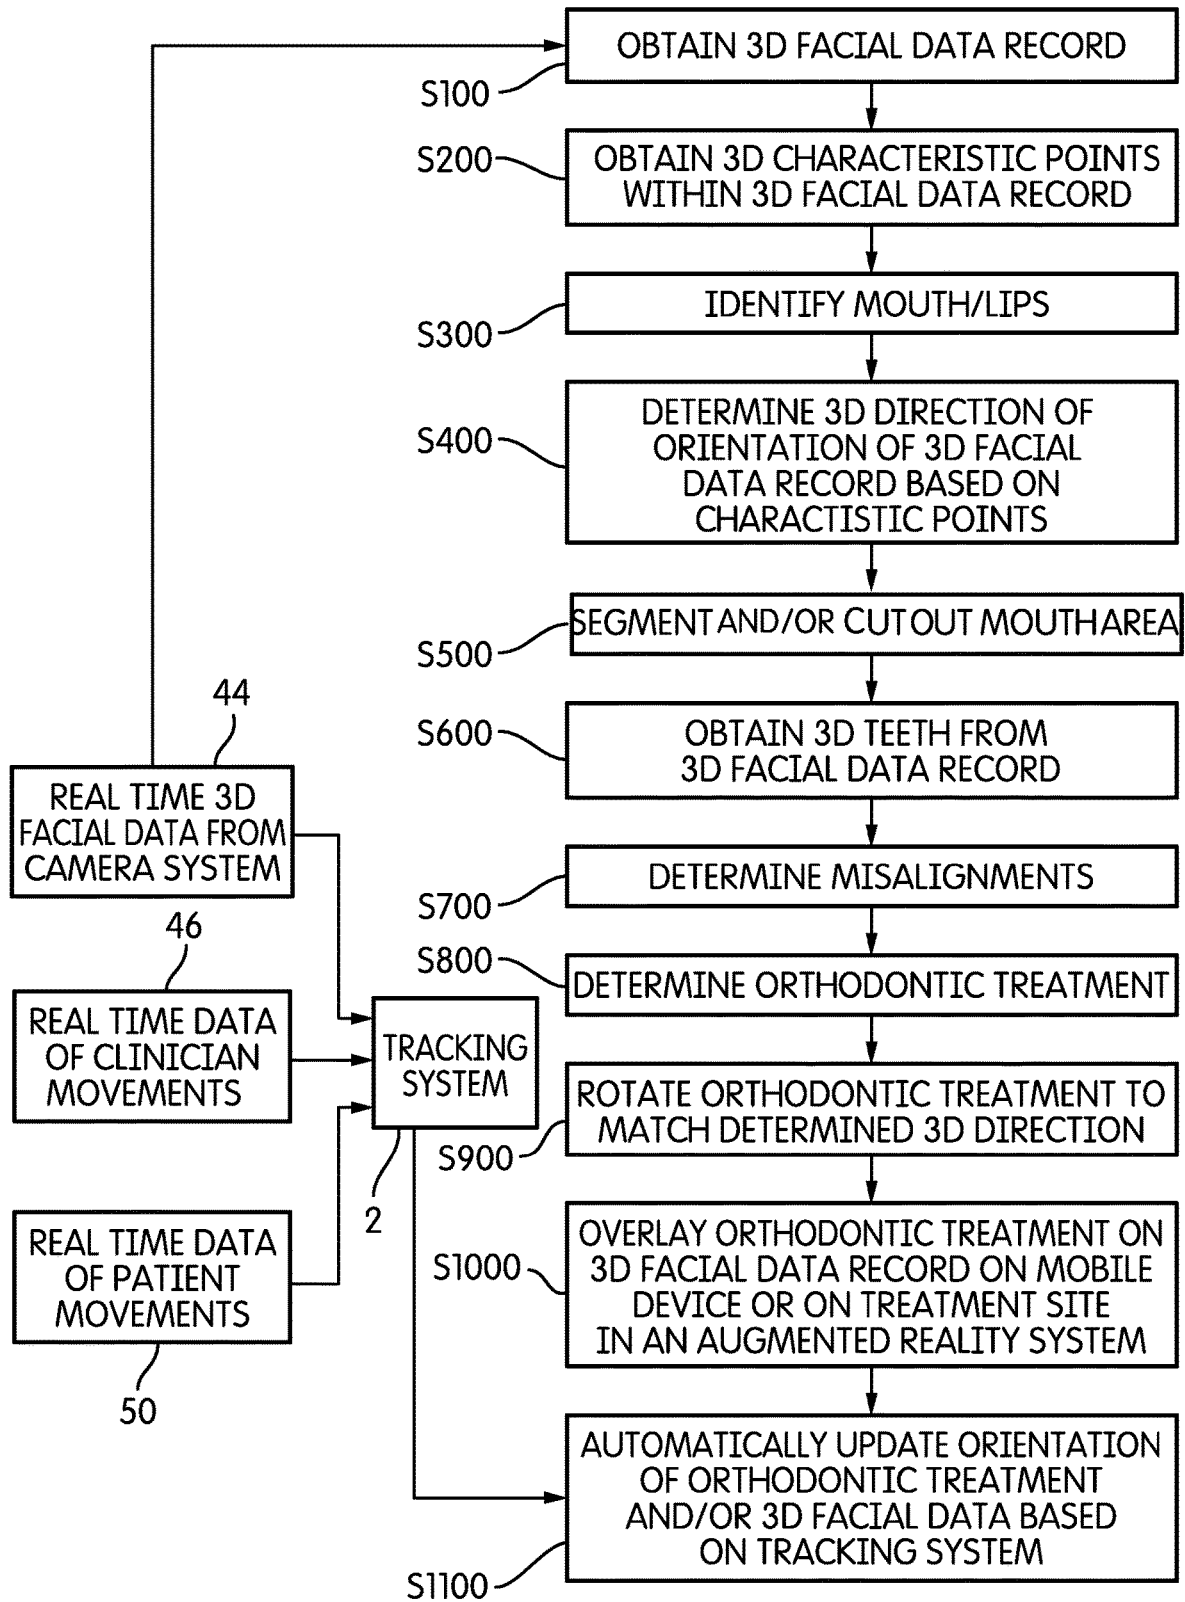 OBTAIN 3D FACIAL DATA RECORD
S100
OBTAIN 3D CHARACTERISTIC POINTS
WITHIN 3D FACIAL DATA RECORD
S200
IDENTIFY MOUTH/LIPS
S300
DETERMINE 3D DIRECTION OF
ORIENTATION OF 3D FACIAL
DATA RECORD BASED ON
CHARACTISTIC POINTS
S400
SEGMENT AND/OR CUT OUT MOUTH AREA
S500
OBTAIN 3D TEETH FROM
3D FACIAL DATA RECORD
S600
DETERMINE MISALIGNMENTS
S700
DETERMINE ORTHODONTIC TREATMENT
S800
ROTATE ORTHODONTIC TREATMENT TO
MATCH DETERMINED 3D DIRECTION
S900
OVERLAY ORTHODONTIC TREATMENT ON
3D FACIAL DATA RECORD ON MOBILE
DEVICE OR ON TREATMENT SITE
IN AN AUGMENTED REALITY SYSTEM
S1000
AUTOMATICALLY UPDATE ORIENTATION
OF ORTHODONTIC TREATMENT
AND/OR 3D FACIAL DATA BASED
ON TRACKING SYSTEM
S1100
44
REAL TIME 3D
FACIAL DATA FROM
CAMERA SYSTEM
46
REAL TIME DATA
OF CLINICIAN
MOVEMENTS
TRACKING
SYSTEM
2
REAL TIME DATA
OF PATIENT
MOVEMENTS
50